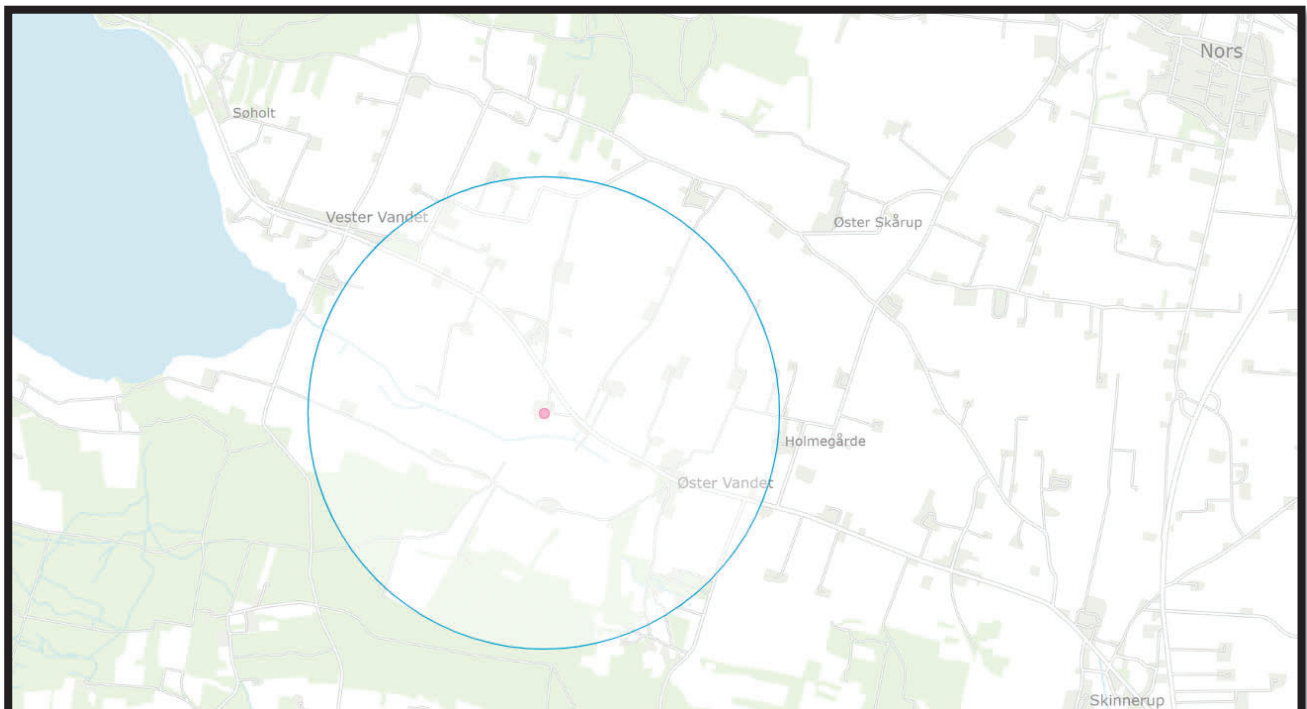 Nors
Søholt
Vester Vandet
Øster Skårup
Holmegårde
Øster Vandet
Skinnerup